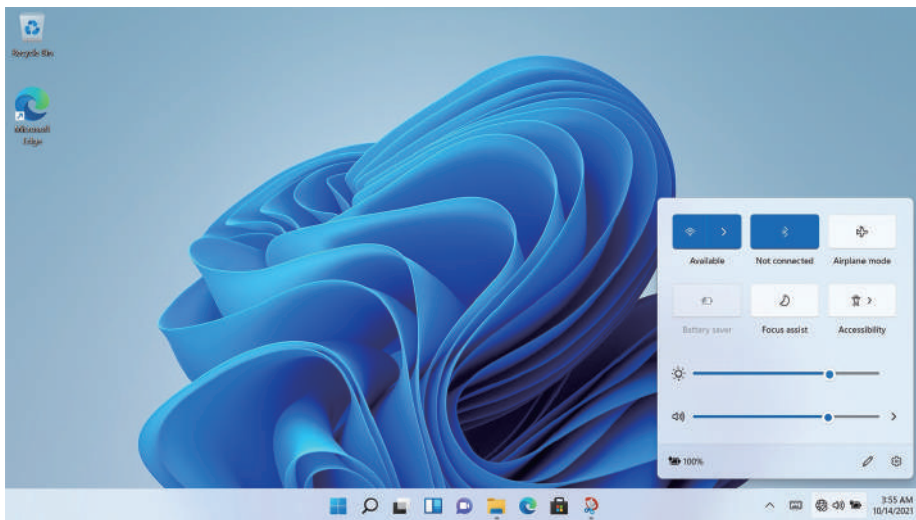 Recycle Bin
Microsoft
Edge
Available
Not connected
Airplane mode
Battery saver
Focus assist
Accessibility
100%
3:55 AM
10/14/2021